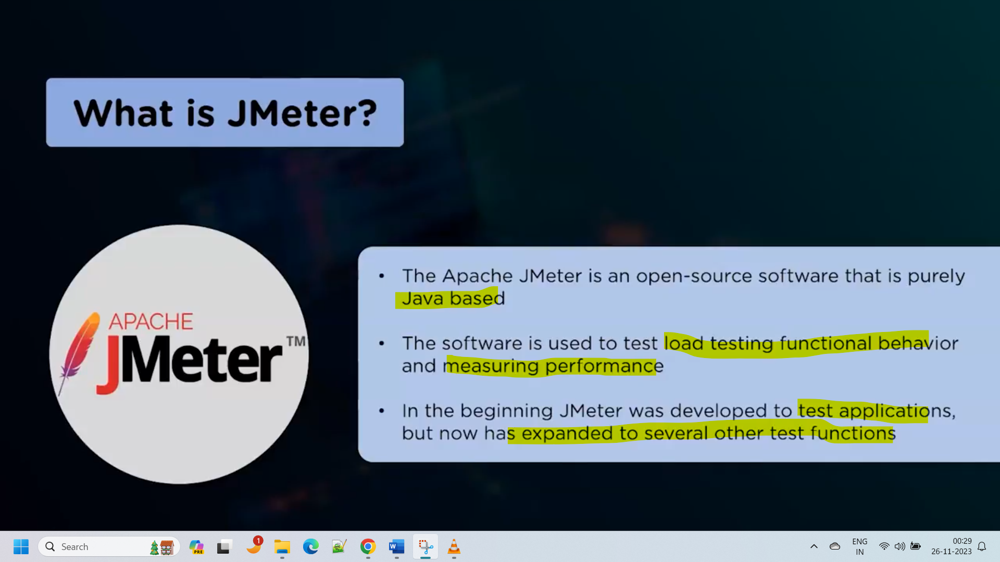 What is JMeter?
APACHE
JMeter™
• The Apache JMeter is an open-source software that is purely
Java based
• The software is used to test load testing functional behavior
and measuring performance
• In the beginning JMeter was developed to test applications,
but now has expanded to several other test functions
Search
PRE
1
W
ENG
IN
00:29
26-11-2023